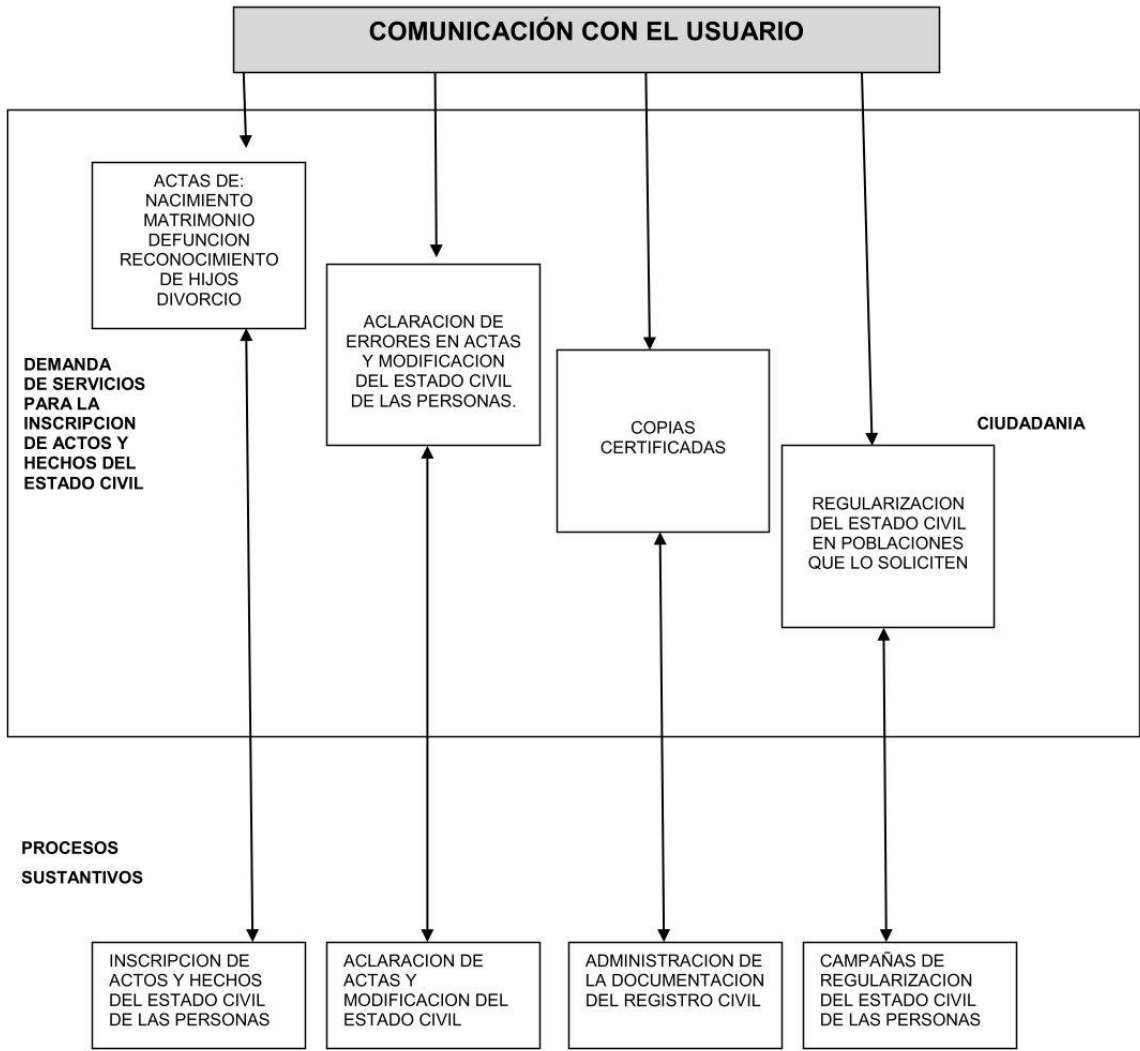 COMUNICACIÓN CON EL USUARIO
ACTAS DE:
NACIMIENTO
MATRIMONIO
DEFUNCION
RECONOCIMIENTO
DE HIJOS
DIVORCIO
ACLARACION DE
ERRORES EN ACTAS
Y MODIFICACION
DEL ESTADO CIVIL
DE LAS PERSONAS.
DEMANDA
DE SERVICIOS
PARA LA
INSCRIPCION
DE ACTOS Y
HECHOS DEL
ESTADO CIVIL
COPIAS
CERTIFICADAS
CIUDADANIA
REGULARIZACION
DEL ESTADO CIVIL
EN POBLACIONES
QUE LO SOLICITEN
PROCESOS
SUSTANTIVOS
INSCRIPCION DE
ACTOS Y HECHOS
DEL ESTADO CIVIL
DE LAS PERSONAS
ACLARACION DE
ACTAS Y
MODIFICACION DEL
ESTADO CIVIL
ADMINISTRACION DE
LA DOCUMENTACION
DEL REGISTRO CIVIL
CAMPAÑAS DE
REGULARIZACION
DEL ESTADO CIVIL
DE LAS PERSONAS